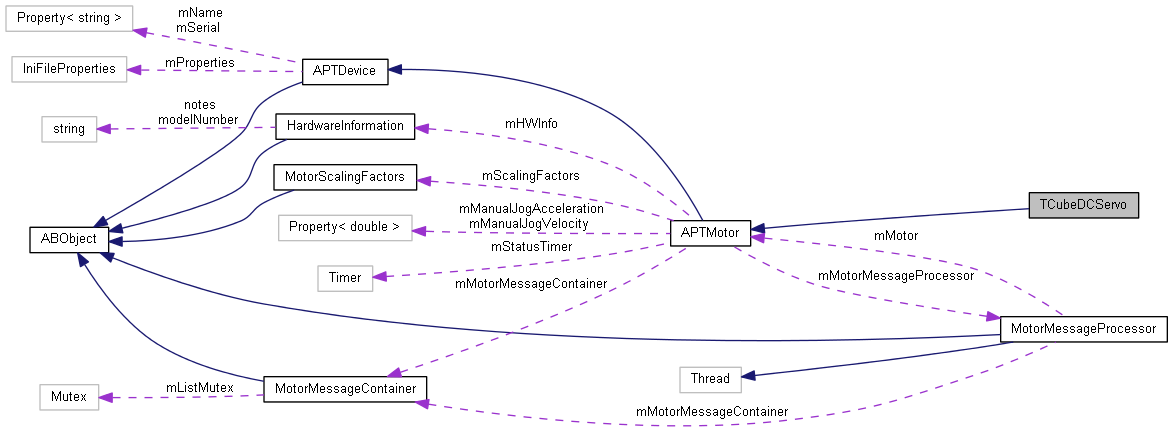 Property< string >
mName
mSerial
IniFileProperties
mProperties
APTDevice
notes
modelNumber
string
HardwareInformation
mHWInfo
MotorScalingFactors
mScalingFactors
TCubeDCServo
mManualJogAcceleration
mManualJogVelocity
Property< double >
ABObject
APTMotor
mMotor
mStatusTimer
Timer
mMotorMessageContainer
mMotorMessageProcessor
MotorMessageProcessor
Thread
mListMutex
MotorMessageContainer
Mutex
mMotorMessageContainer